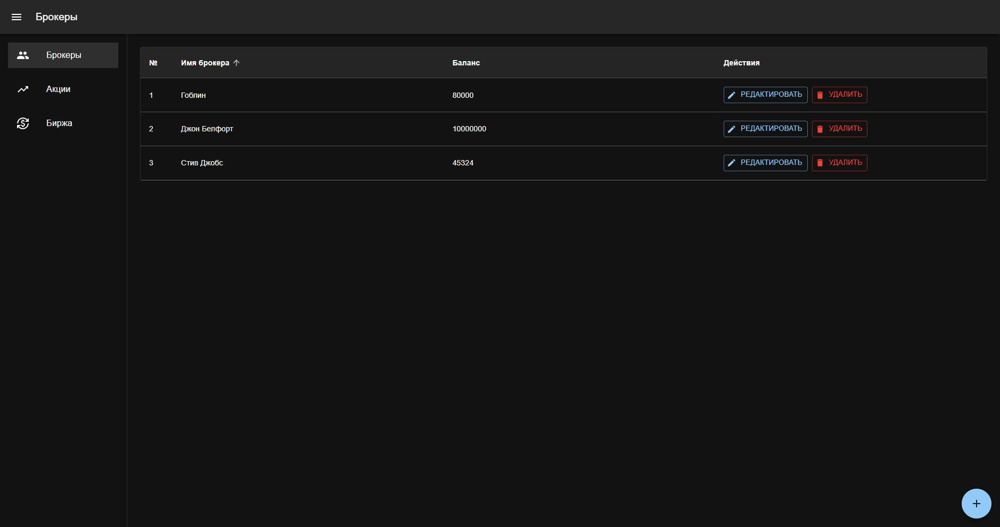 Брокеры
Брокеры
Акции
Биржа
№ Имя брокера Баланс Действия
1 Гоблин 80000 РЕДАКТИРОВАТЬ УДАЛИТЬ
2 Джон Белфорт 10000000 РЕДАКТИРОВАТЬ УДАЛИТЬ
3 Стив Джобс 45324 РЕДАКТИРОВАТЬ УДАЛИТЬ